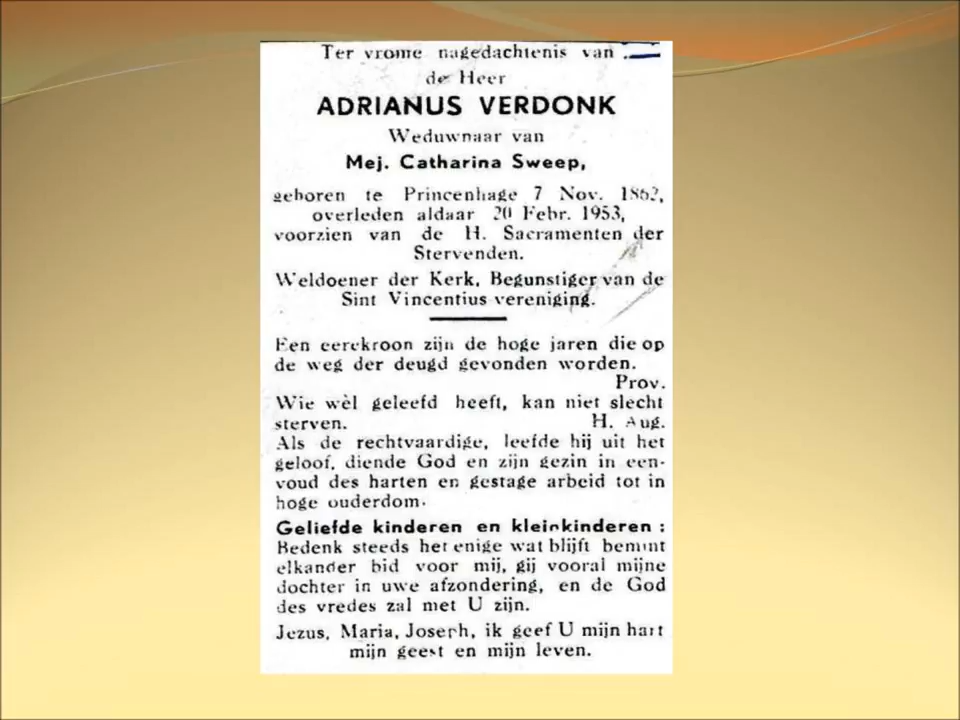 Ter vrome nagedachtenis van
de Heer
ADRIANUS VERDONK
Weduwnaar van
Mej. Catharina Sweep,
geboren te Princenhage 7 Nov. 1862,
overleden aldaar 20 Febr. 1953,
voorzien van de H. Sacramenten der
Stervenden.
Weldoener der Kerk, Begunstiger van de
Sint Vincentius vereniging.
Een eerekroon zijn de hoge jaren die op
de weg der deugd gevonden worden.
Prov.
Wie wèl geleefd heeft, kan niet slecht
sterven. H. Aug.
Als de rechtvaardige, leefde hij uit het
geloof, diende God en zijn gezin in een-
voud des harten en gestage arbeid tot in
hoge ouderdom.
Geliefde kinderen en kleinkinderen :
Bedenk steeds het enige wat blijft bemint
elkander bid voor mij, gij vooral mijne
dochter in uwe afzondering, en de God
des vredes zal met U zijn.
Jezus, Maria, Joseph, ik geef U mijn hart
mijn geest en mijn leven.